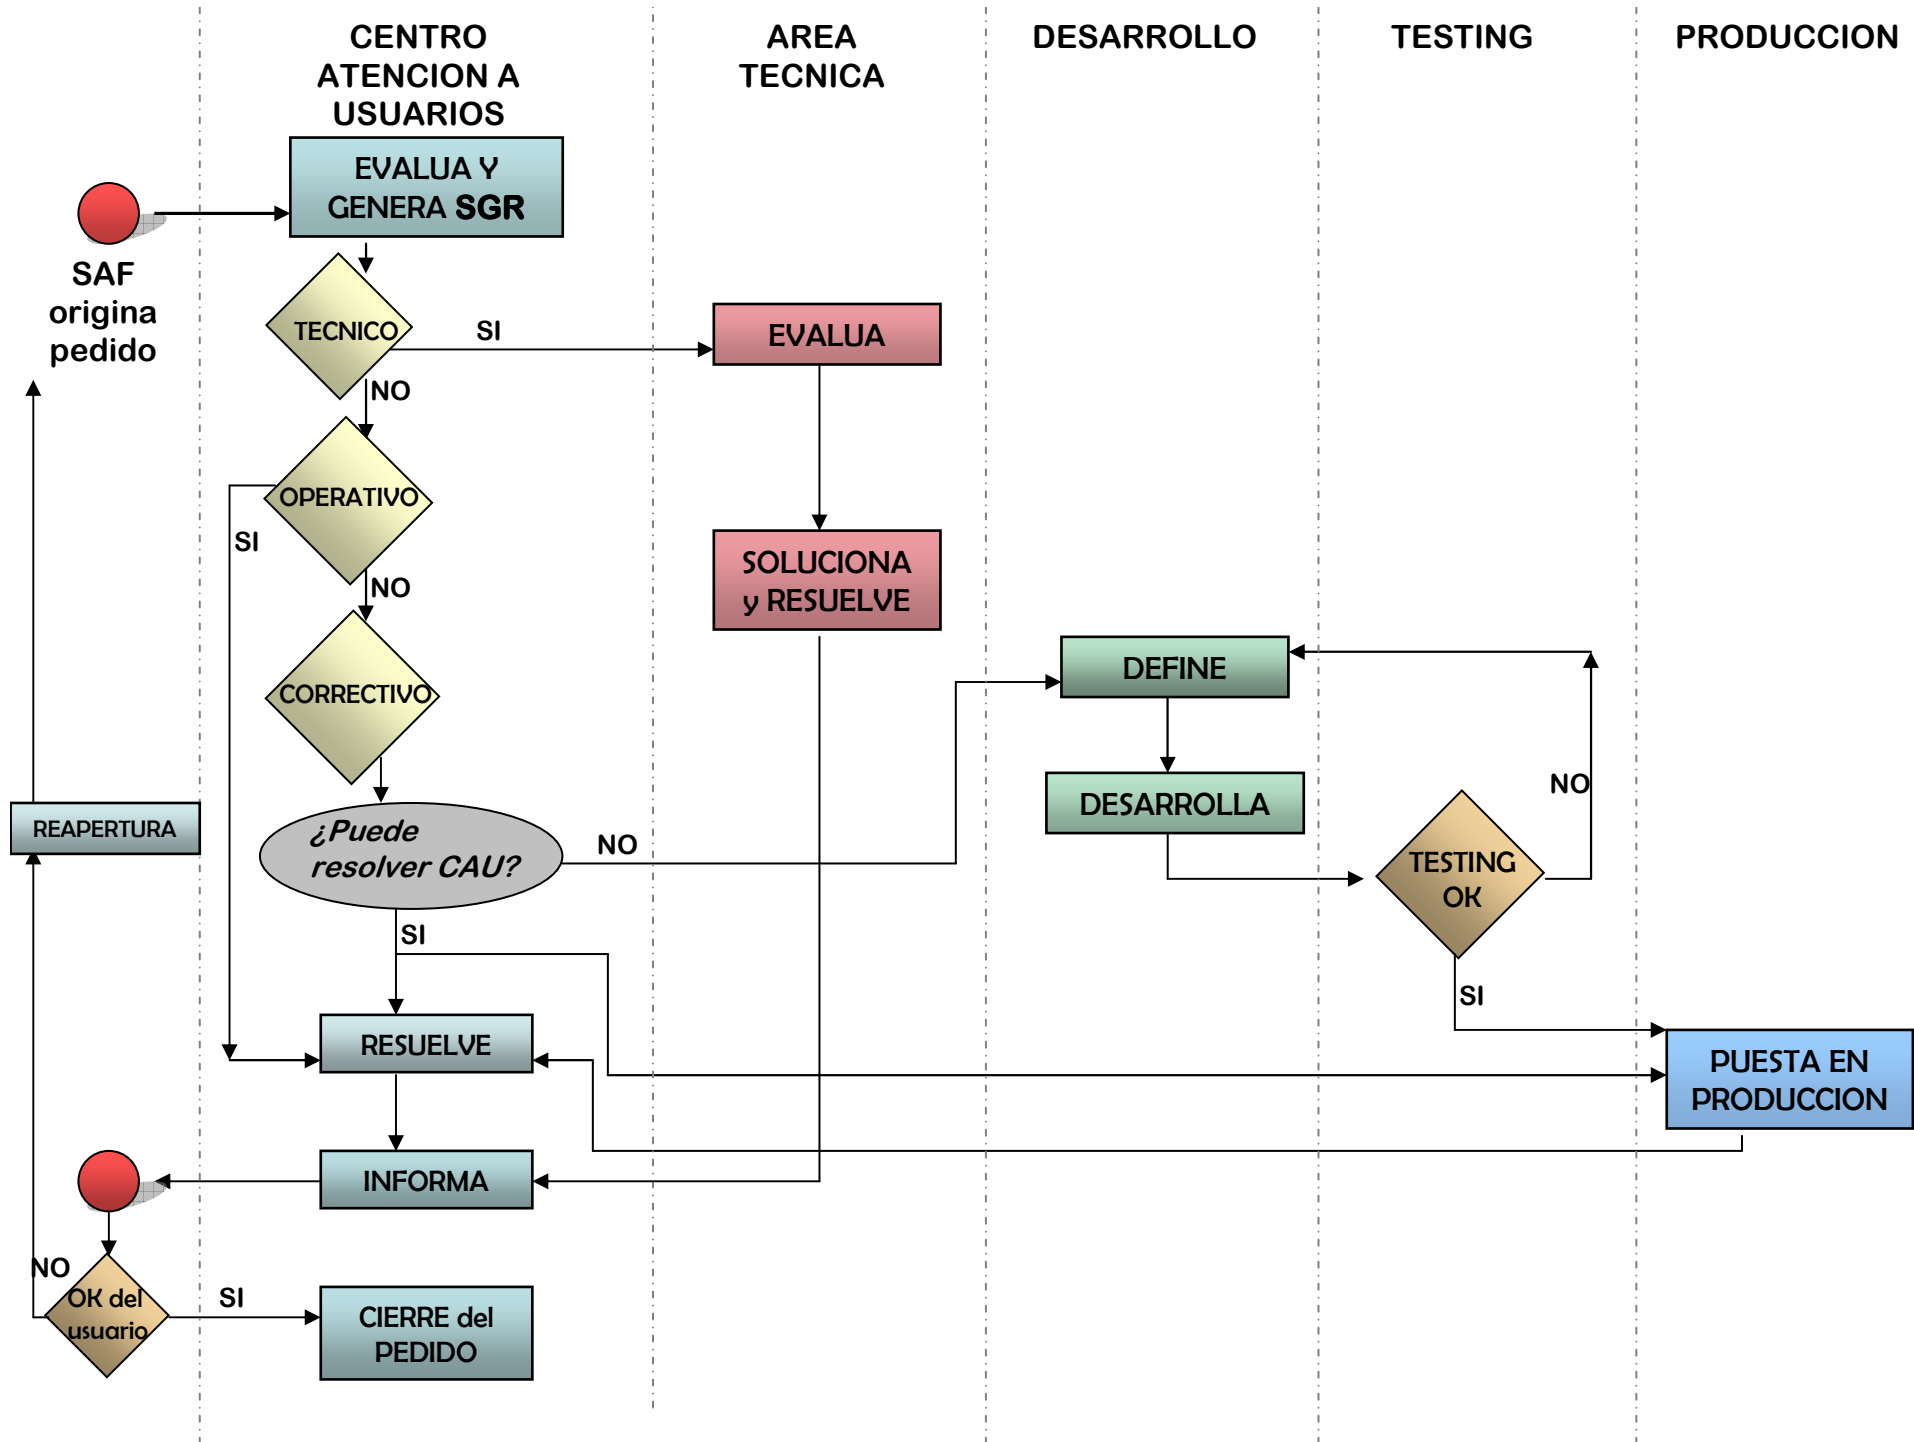 CENTRO
ATENCION A
USUARIOS
AREA
TECNICA
DESARROLLO
TESTING
PRODUCCION
EVALUA Y
GENERA SGR
SAF
origina
pedido
TECNICO
SI
EVALUA
NO
OPERATIVO
SI
NO
SOLUCIONA
y RESUELVE
CORRECTIVO
DEFINE
REAPERTURA
¿Puede
resolver CAU?
NO
DESARROLLA
NO
TESTING
OK
SI
SI
RESUELVE
PUESTA EN
PRODUCCION
INFORMA
NO
OK del
usuario
SI
CIERRE del
PEDIDO